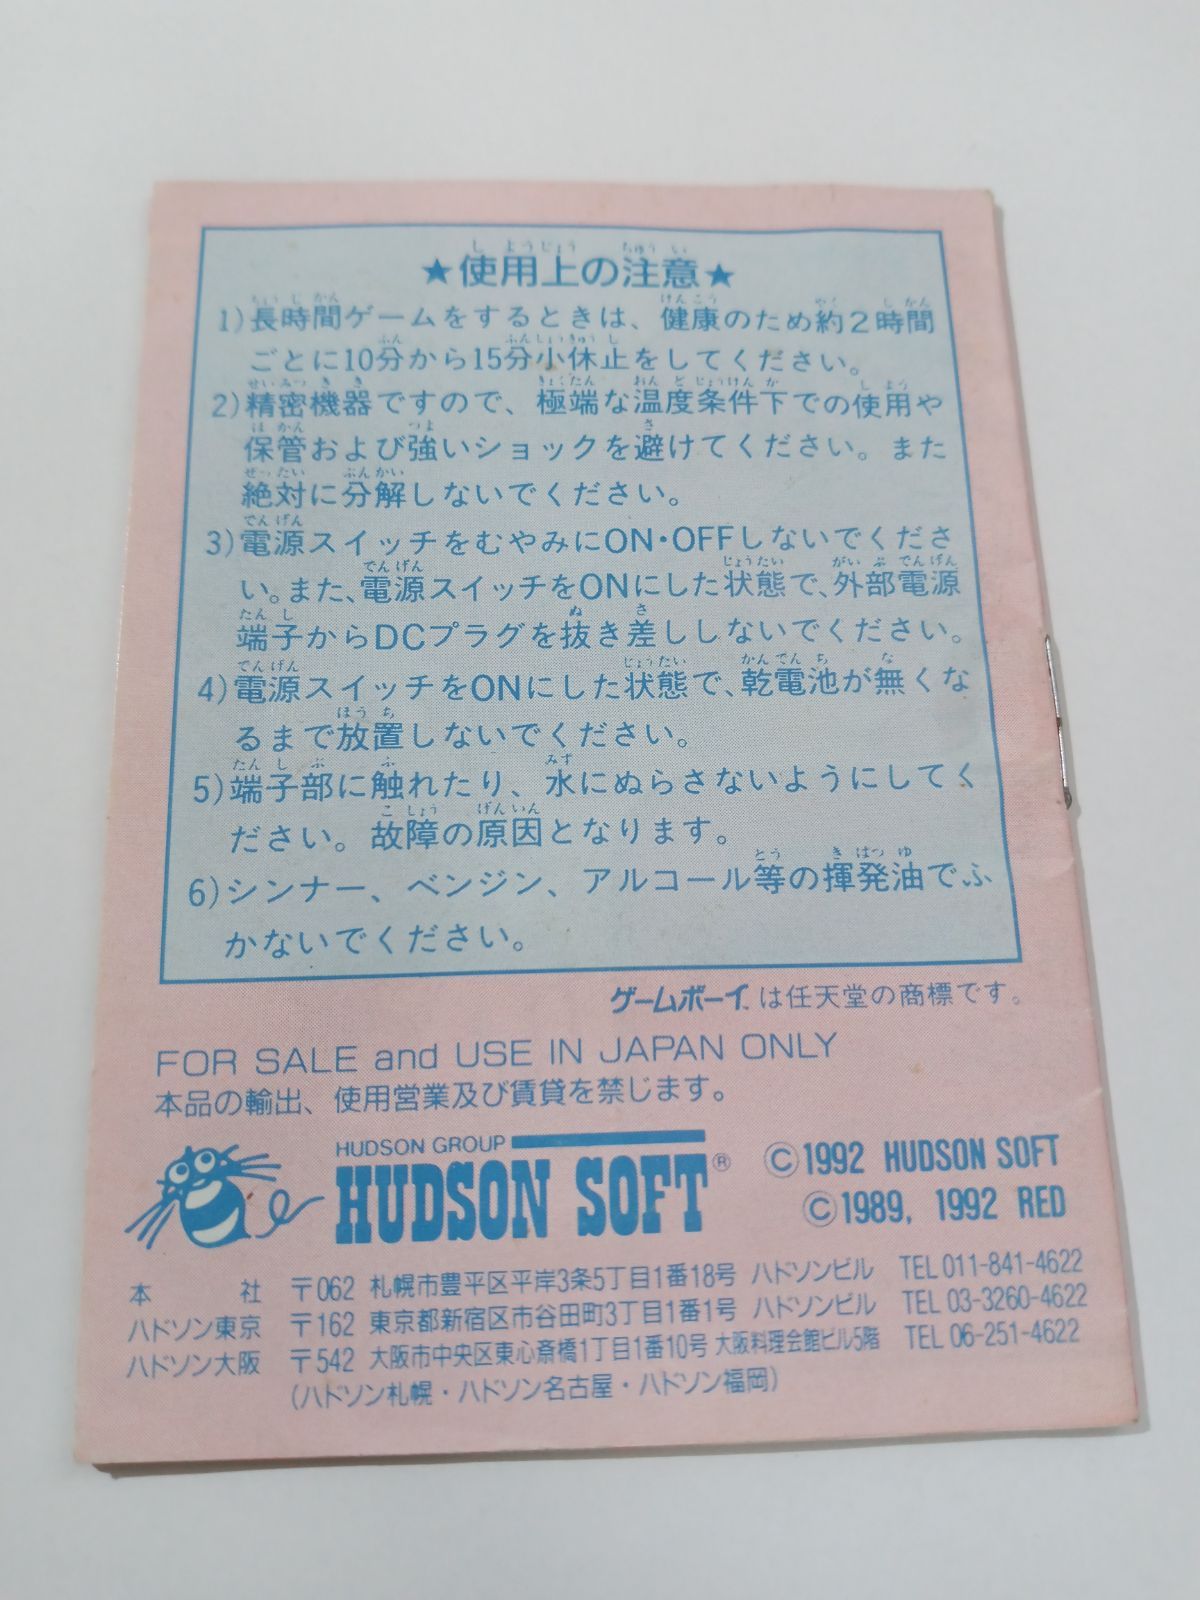 ★使用上の注意★
1)長時間ゲームをするときは、健康のため約2時間
ごとに10分から15分小休止をしてください。
2)精密機器ですので、極端な温度条件下での使用や
保管および強いショックを避けてください。また
絶対に分解しないでください。
3)電源スイッチをむやみにON・OFFしないでくださ
い。また、電源スイッチをONにした状態で、外部電源
端子からDCプラグを抜き差ししないでください。
4)電源スイッチをONにした状態で、乾電池が無くな
るまで放置しないでください。
5)端子部に触れたり、水にぬらさないようにしてく
ださい。故障の原因となります。
6)シンナー、ベンジン、アルコール等の揮発油でふ
かないでください。
ゲームボーイ™は任天堂の商標です。
FOR SALE and USE IN JAPAN ONLY
本品の輸出、使用営業及び賃貸を禁じます。
HUDSON GROUP
HUDSON SOFT®
©1992 HUDSON SOFT
©1989, 1992 RED
本社 〒062 札幌市豊平区平岸3条5丁目1番18号 ハドソンビル TEL 011-841-4622
ハドソン東京 〒162 東京都新宿区市谷田町3丁目1番1号 ハドソンビル TEL 03-3260-4622
ハドソン大阪 〒542 大阪市中央区東心斎橋1丁目1番10号 大阪料理会館ビル5階 TEL 06-251-4622
(ハドソン札幌・ハドソン名古屋・ハドソン福岡)